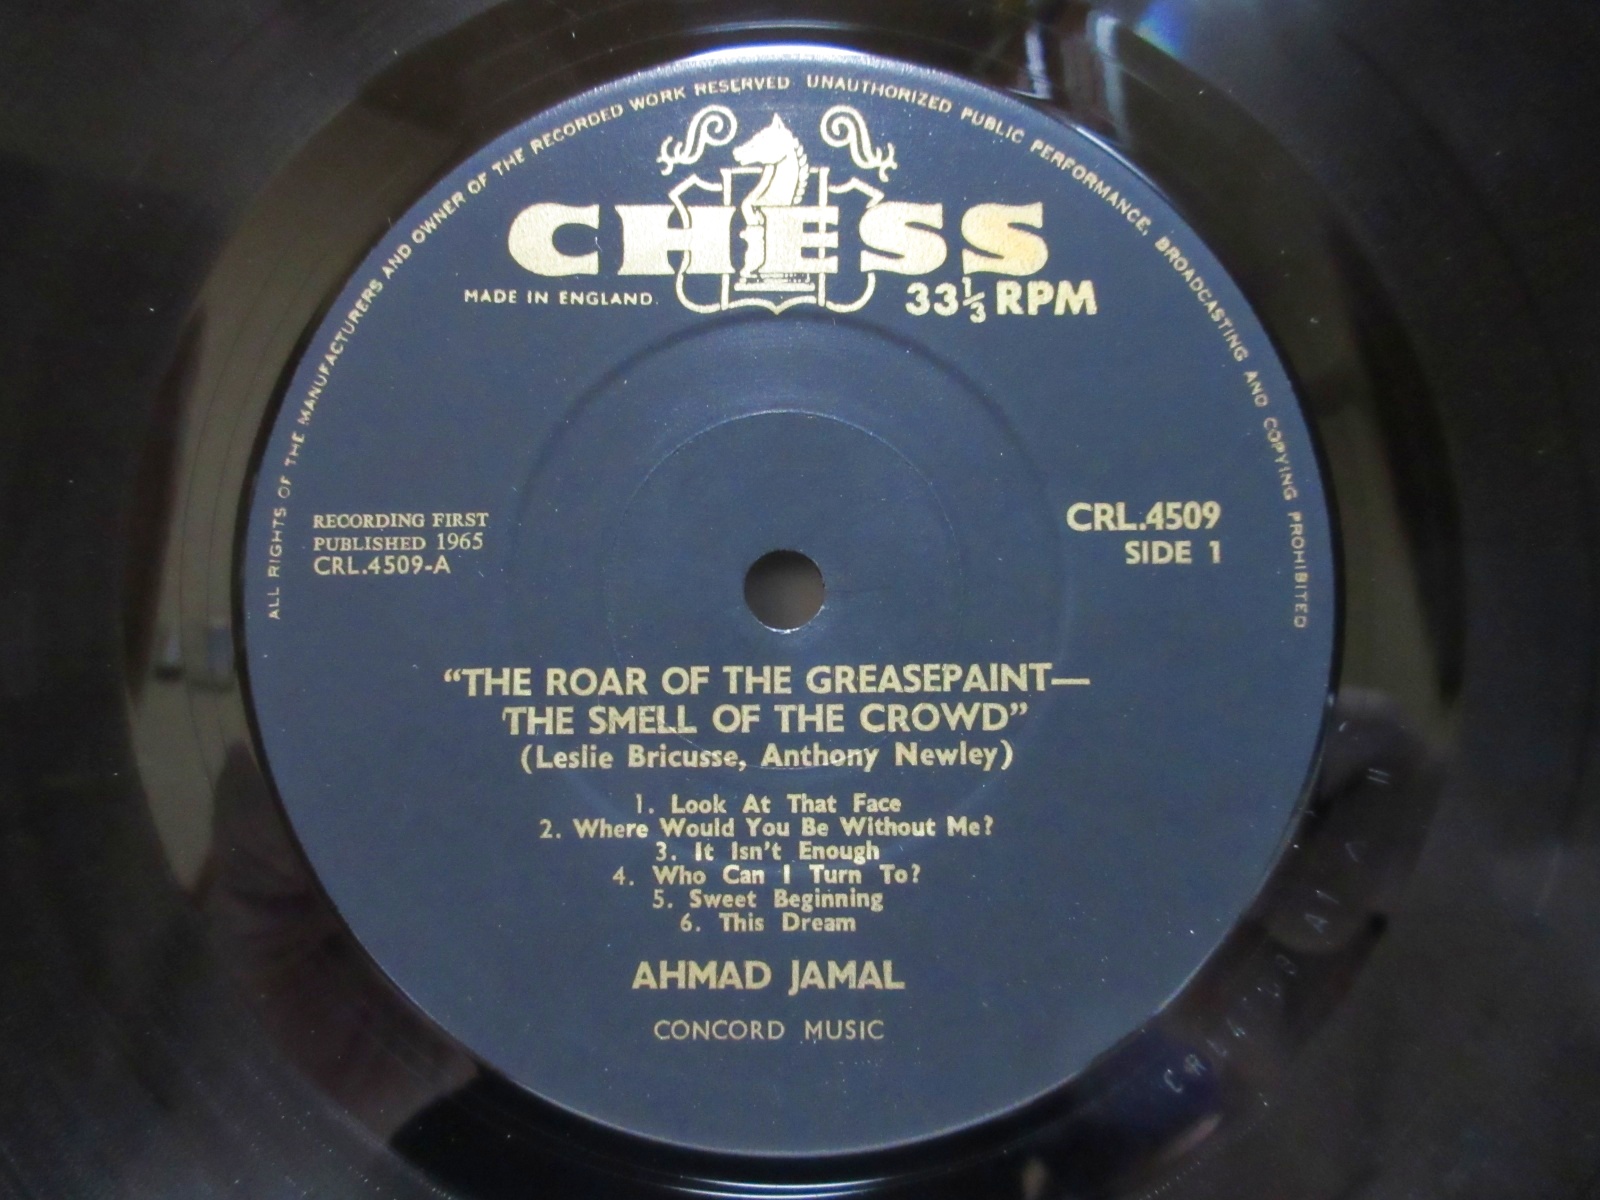 ALL RIGHTS OF THE MANUFACTURERS AND OWNER OF THE RECORDED WORK RESERVED UNAUTHORIZED PUBLIC PERFORMANCE, BROADCASTING AND COPYING PROHIBITED
CHESS
MADE IN ENGLAND.
33⅓ RPM
RECORDING FIRST
PUBLISHED 1965
CRL.4509-A
CRL.4509
SIDE 1
“THE ROAR OF THE GREASEPAINT—
THE SMELL OF THE CROWD”
(Leslie Bricusse, Anthony Newley)
1. Look At That Face
2. Where Would You Be Without Me?
3. It Isn't Enough
4. Who Can I Turn To?
5. Sweet Beginning
6. This Dream
AHMAD JAMAL
CONCORD MUSIC